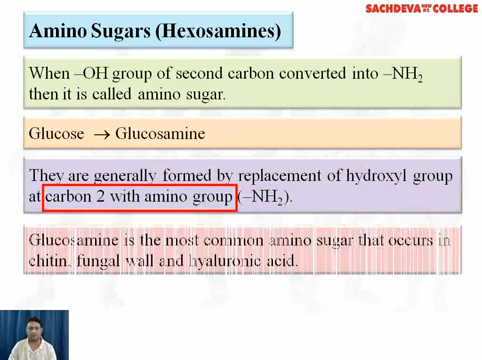 SACHDEVA NEW P.T. COLLEGE
Amino Sugars (Hexosamines)
When –OH group of second carbon converted into –NH₂
then it is called amino sugar.
Glucose → Glucosamine
They are generally formed by replacement of hydroxyl group
at carbon 2 with amino group (–NH₂).
Glucosamine is the most common amino sugar that occurs in
chitin, fungal wall and hyaluronic acid.